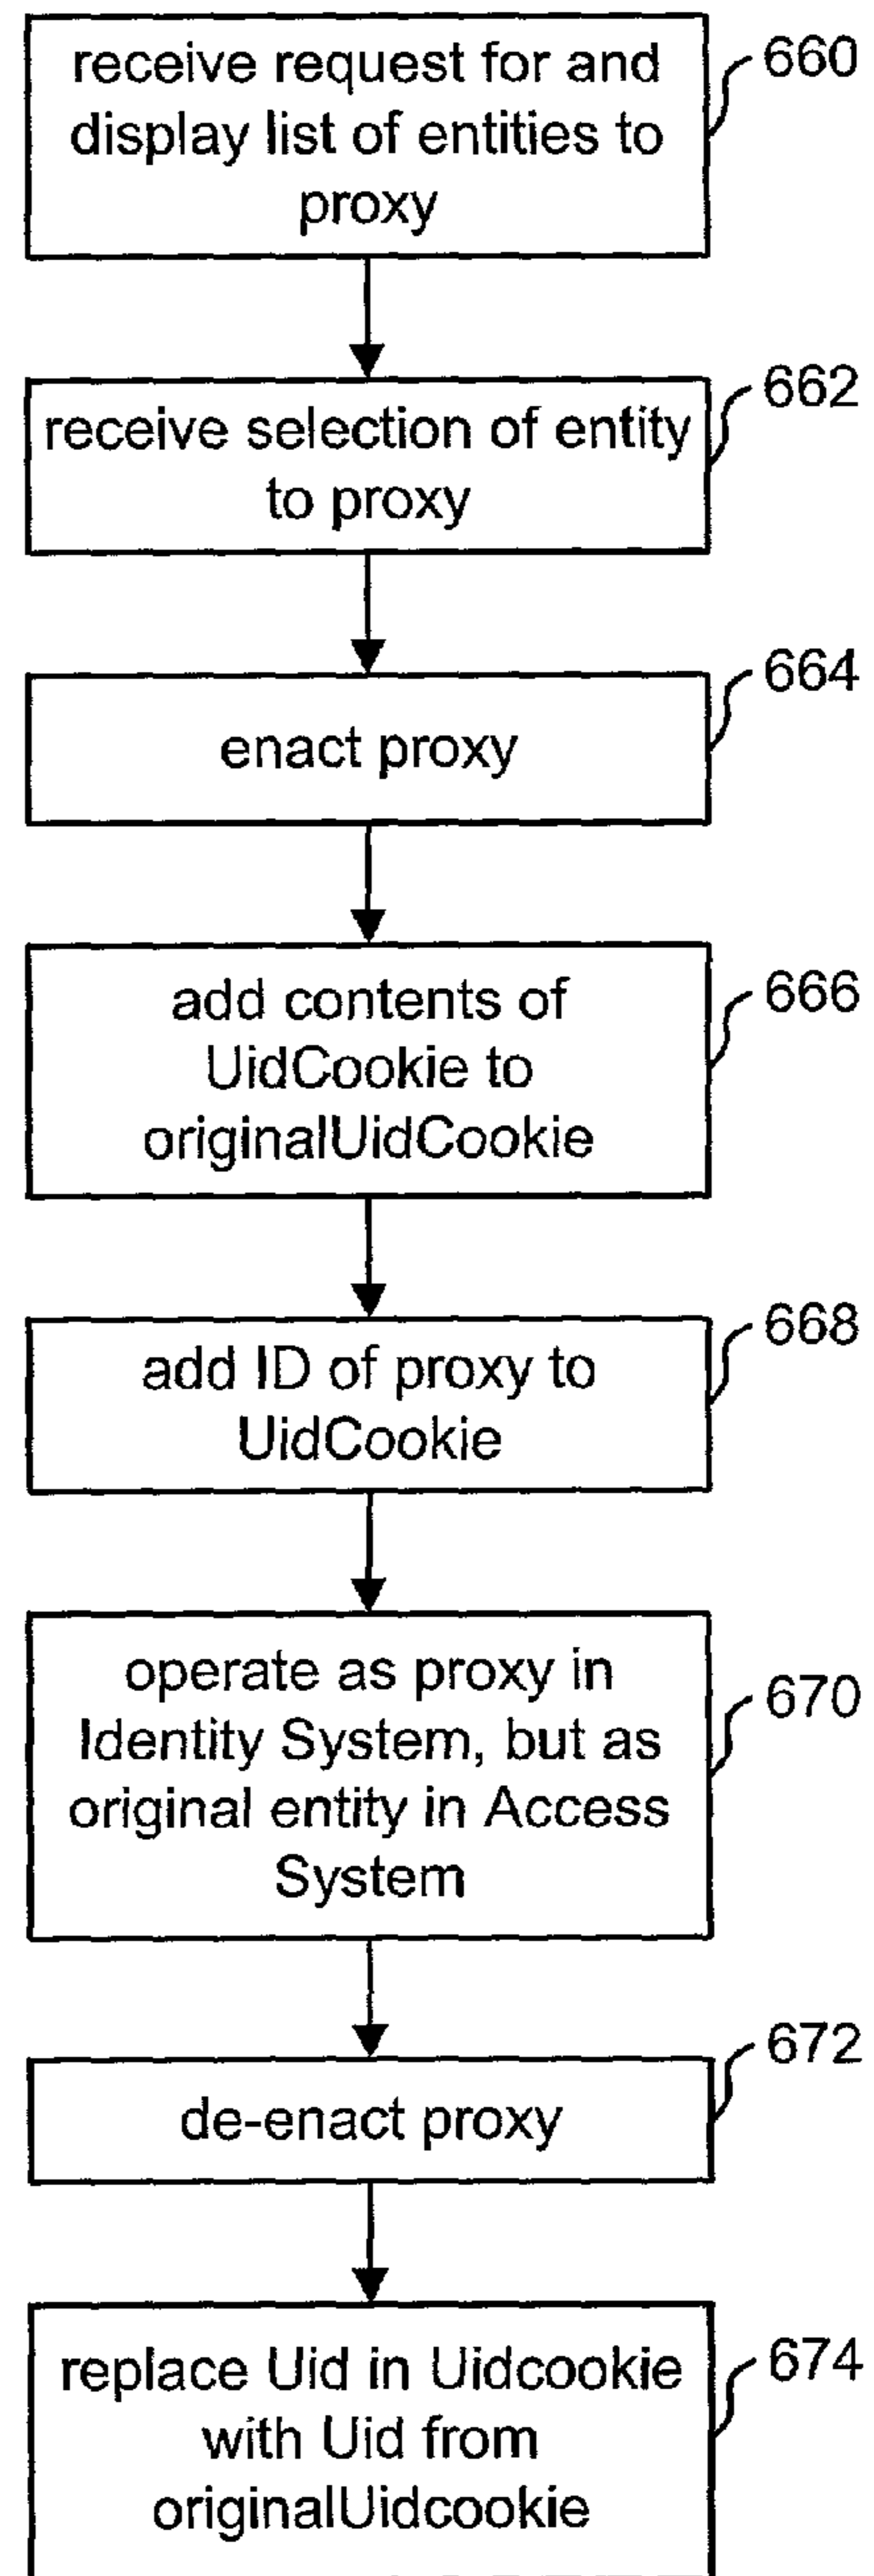 receive request for and
display list of entities to
proxy
660
receive selection of entity
to proxy
662
enact proxy
664
add contents of
UidCookie to
originalUidCookie
666
add ID of proxy to
UidCookie
668
operate as proxy in
Identity System, but as
original entity in Access
System
670
de-enact proxy
672
replace Uid in Uidcookie
with Uid from
originalUidcookie
674